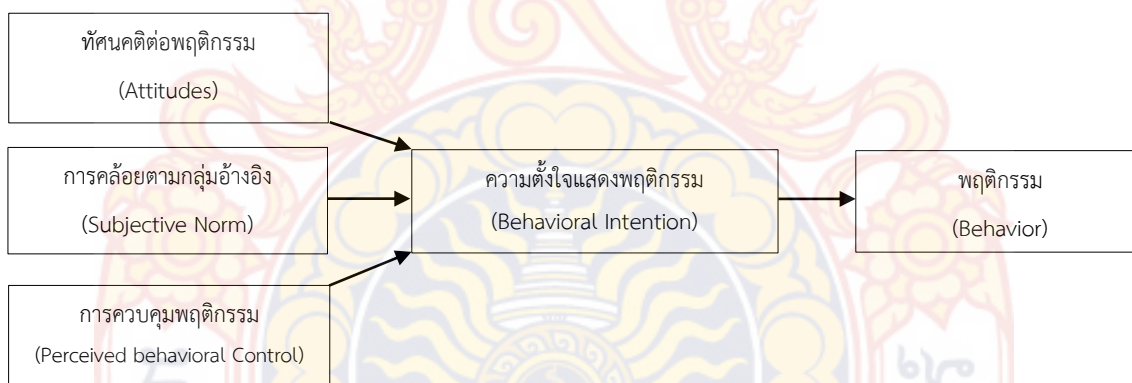 ทัศนคติต่อพฤติกรรม
(Attitudes)
การคล้อยตามกลุ่มอ้างอิง
(Subjective Norm)
การควบคุมพฤติกรรม
(Perceived behavioral Control)
ความตั้งใจแสดงพฤติกรรม
(Behavioral Intention)
พฤติกรรม
(Behavior)